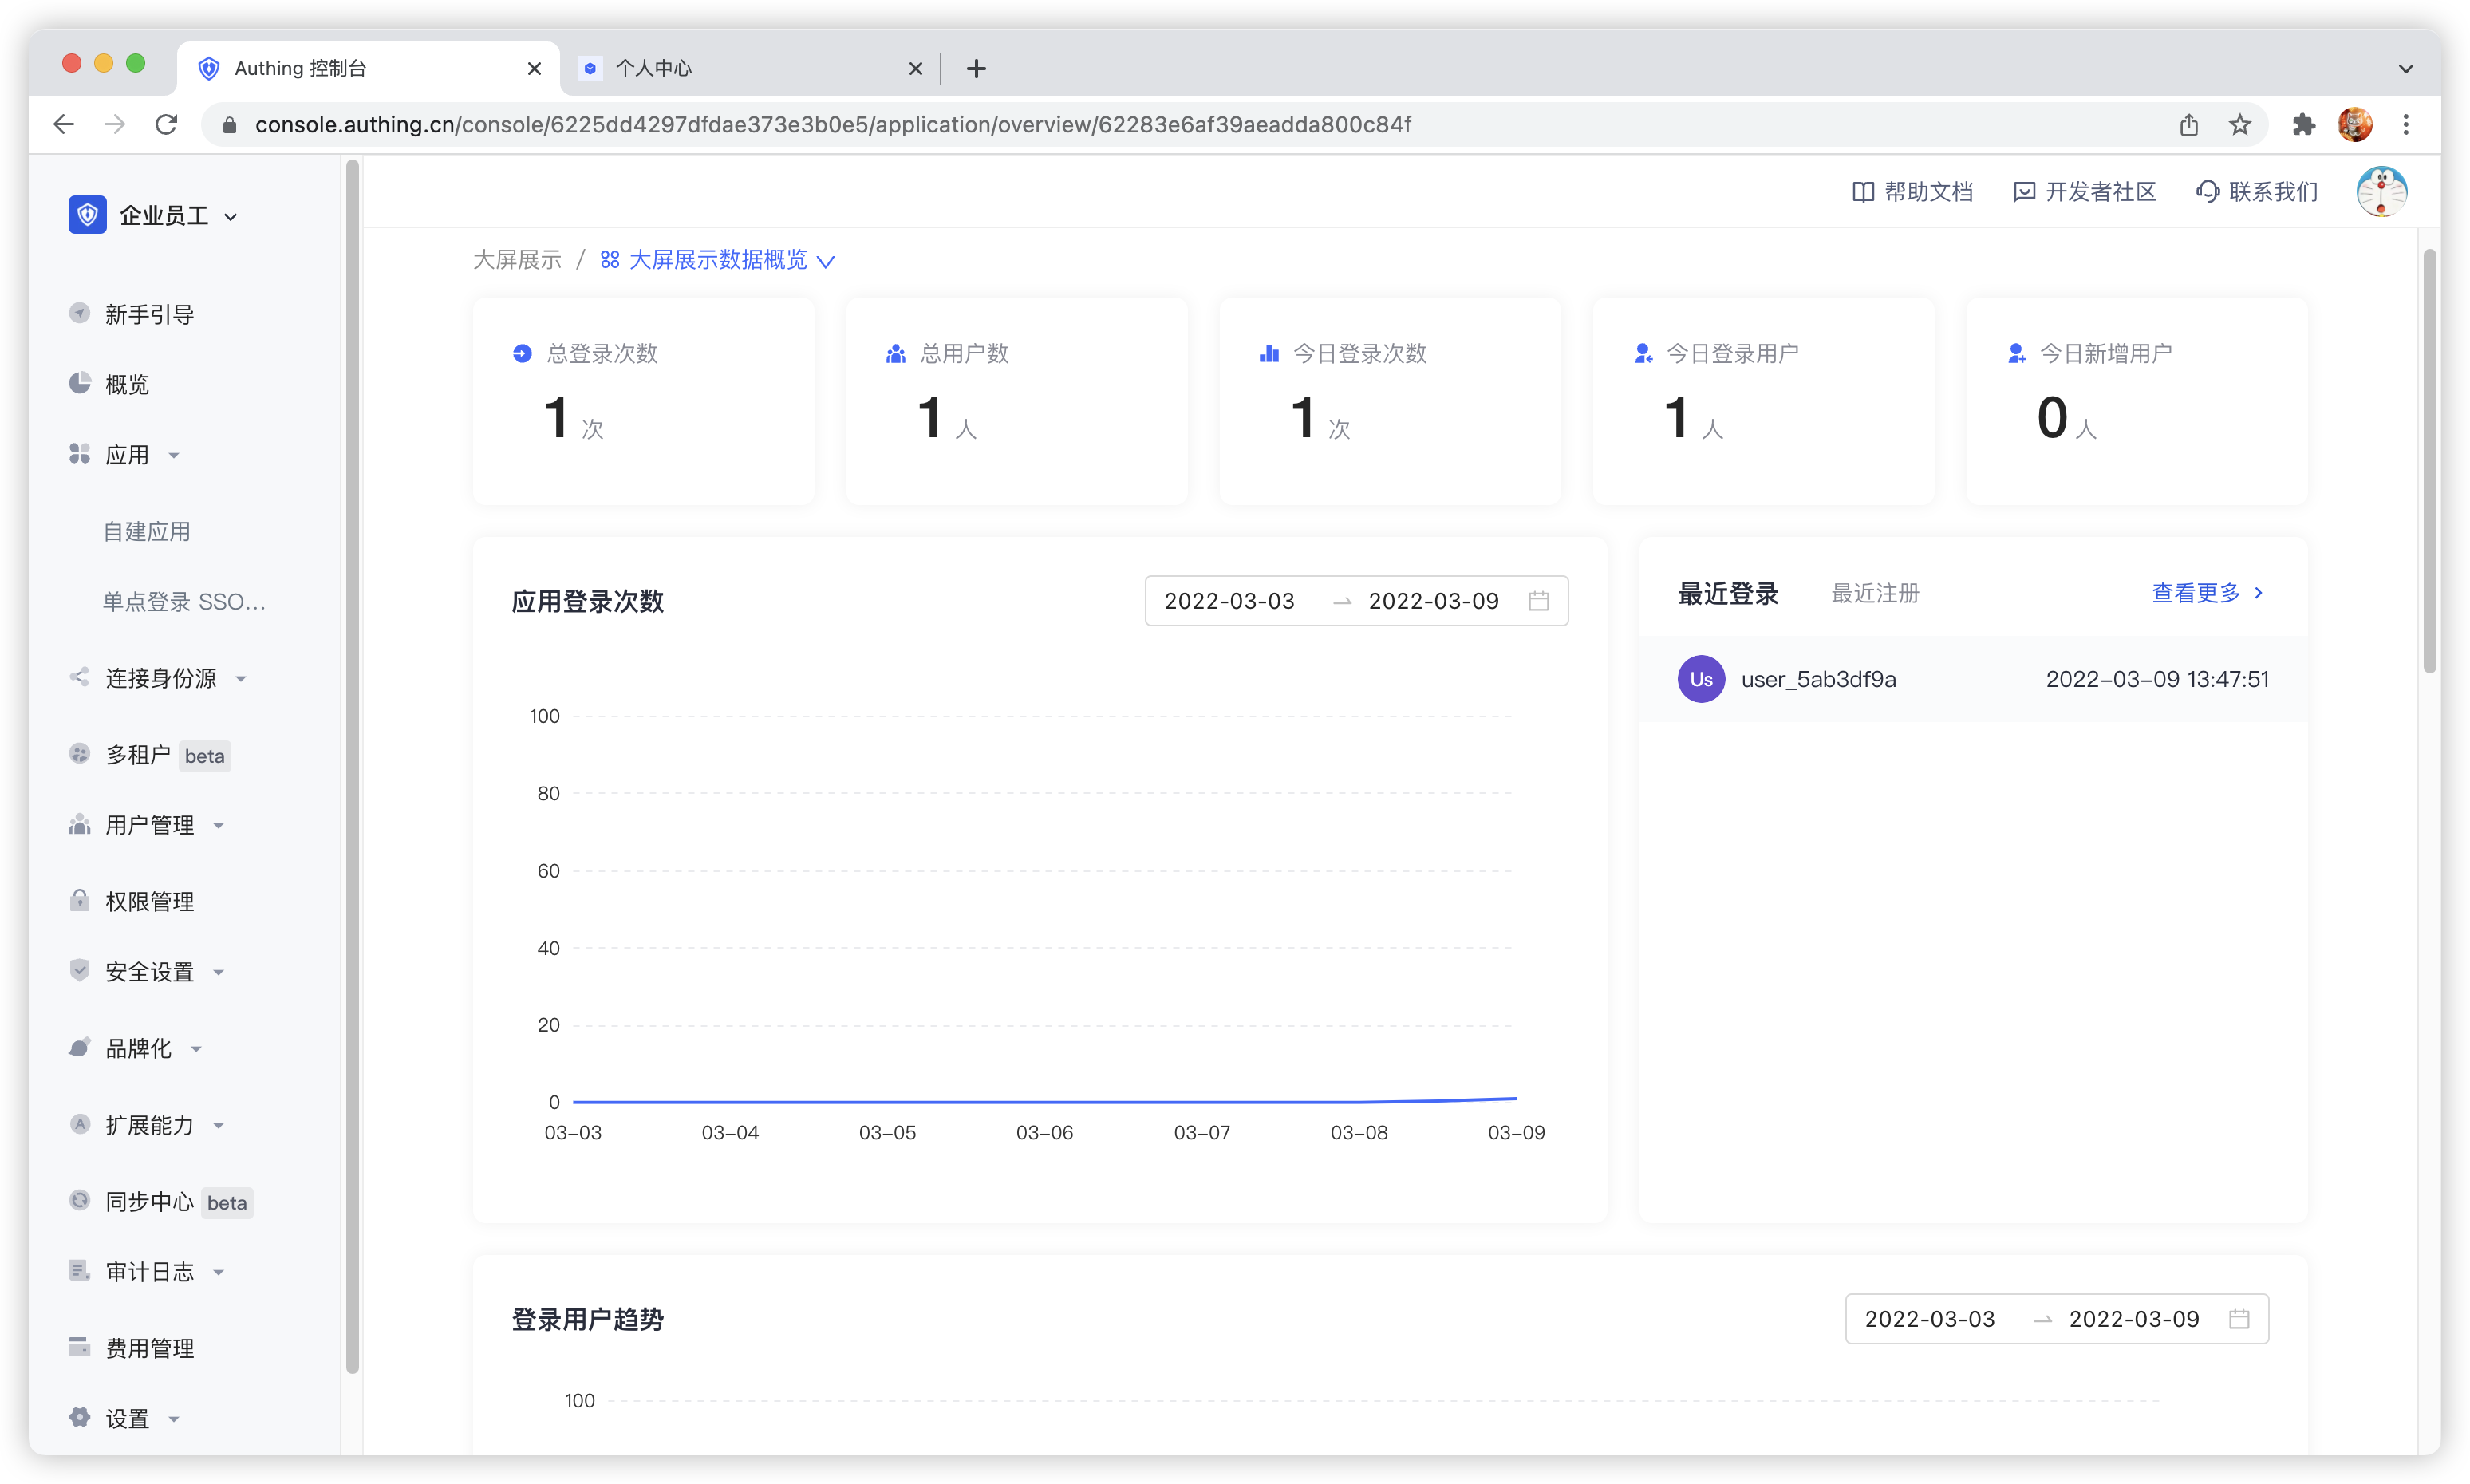 Authing 控制台
个人中心
console.authing.cn/console/6225dd4297dfdae373e3b0e5/application/overview/62283e6af39aeadda800c84f
企业员工
帮助文档 开发者社区 联系我们
新手引导
概览
应用
自建应用
单点登录 SSO...
连接身份源
多租户 beta
用户管理
权限管理
安全设置
品牌化
扩展能力
同步中心 beta
审计日志
费用管理
设置
大屏展示 / 大屏展示数据概览
总登录次数
1 次
总用户数
1 人
今日登录次数
1 次
今日登录用户
1 人
今日新增用户
0 人
应用登录次数
2022-03-03 2022-03-09
100
80
60
40
20
0
03-03 03-04 03-05 03-06 03-07 03-08 03-09
最近登录 最近注册 查看更多
Us user_5ab3df9a 2022-03-09 13:47:51
登录用户趋势
2022-03-03 2022-03-09
100